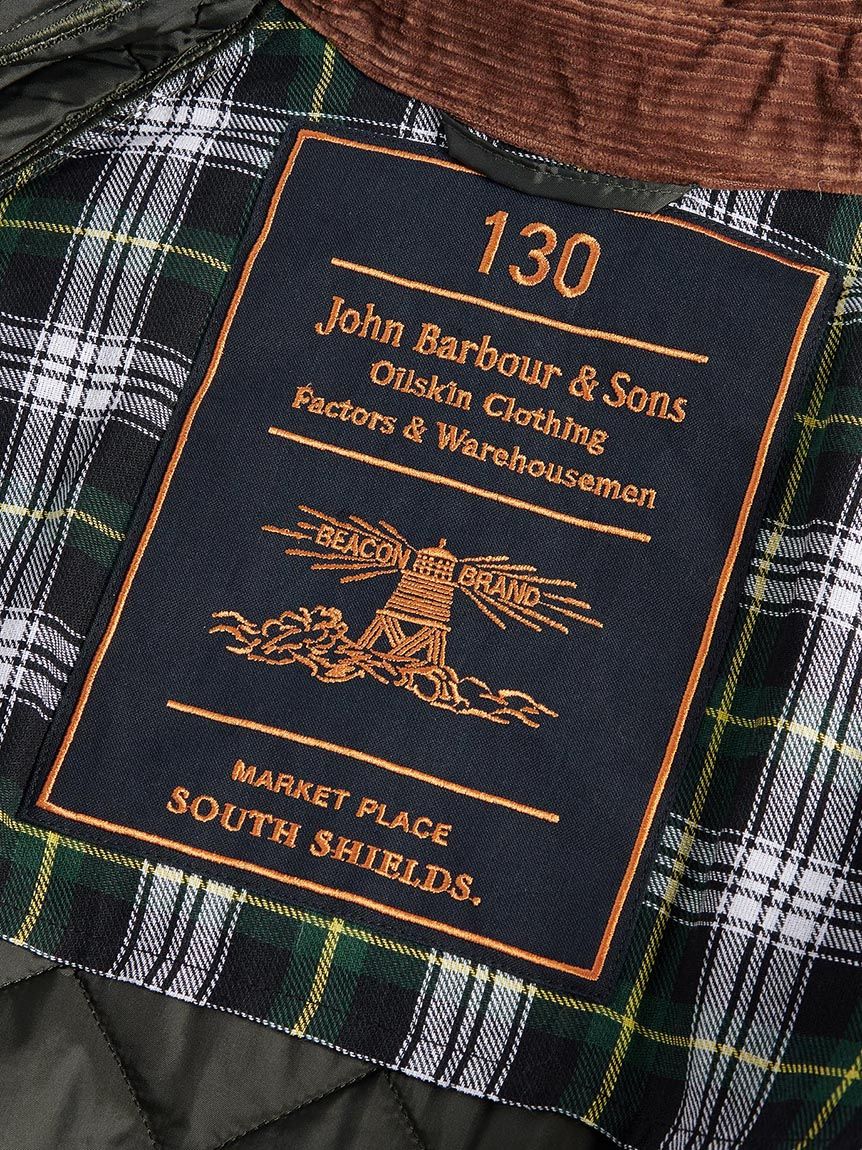 130
John Barbour & Sons
Oilskin Clothing
Factors & Warehousemen
BEACON BRAND
MARKET PLACE
SOUTH SHIELDS.